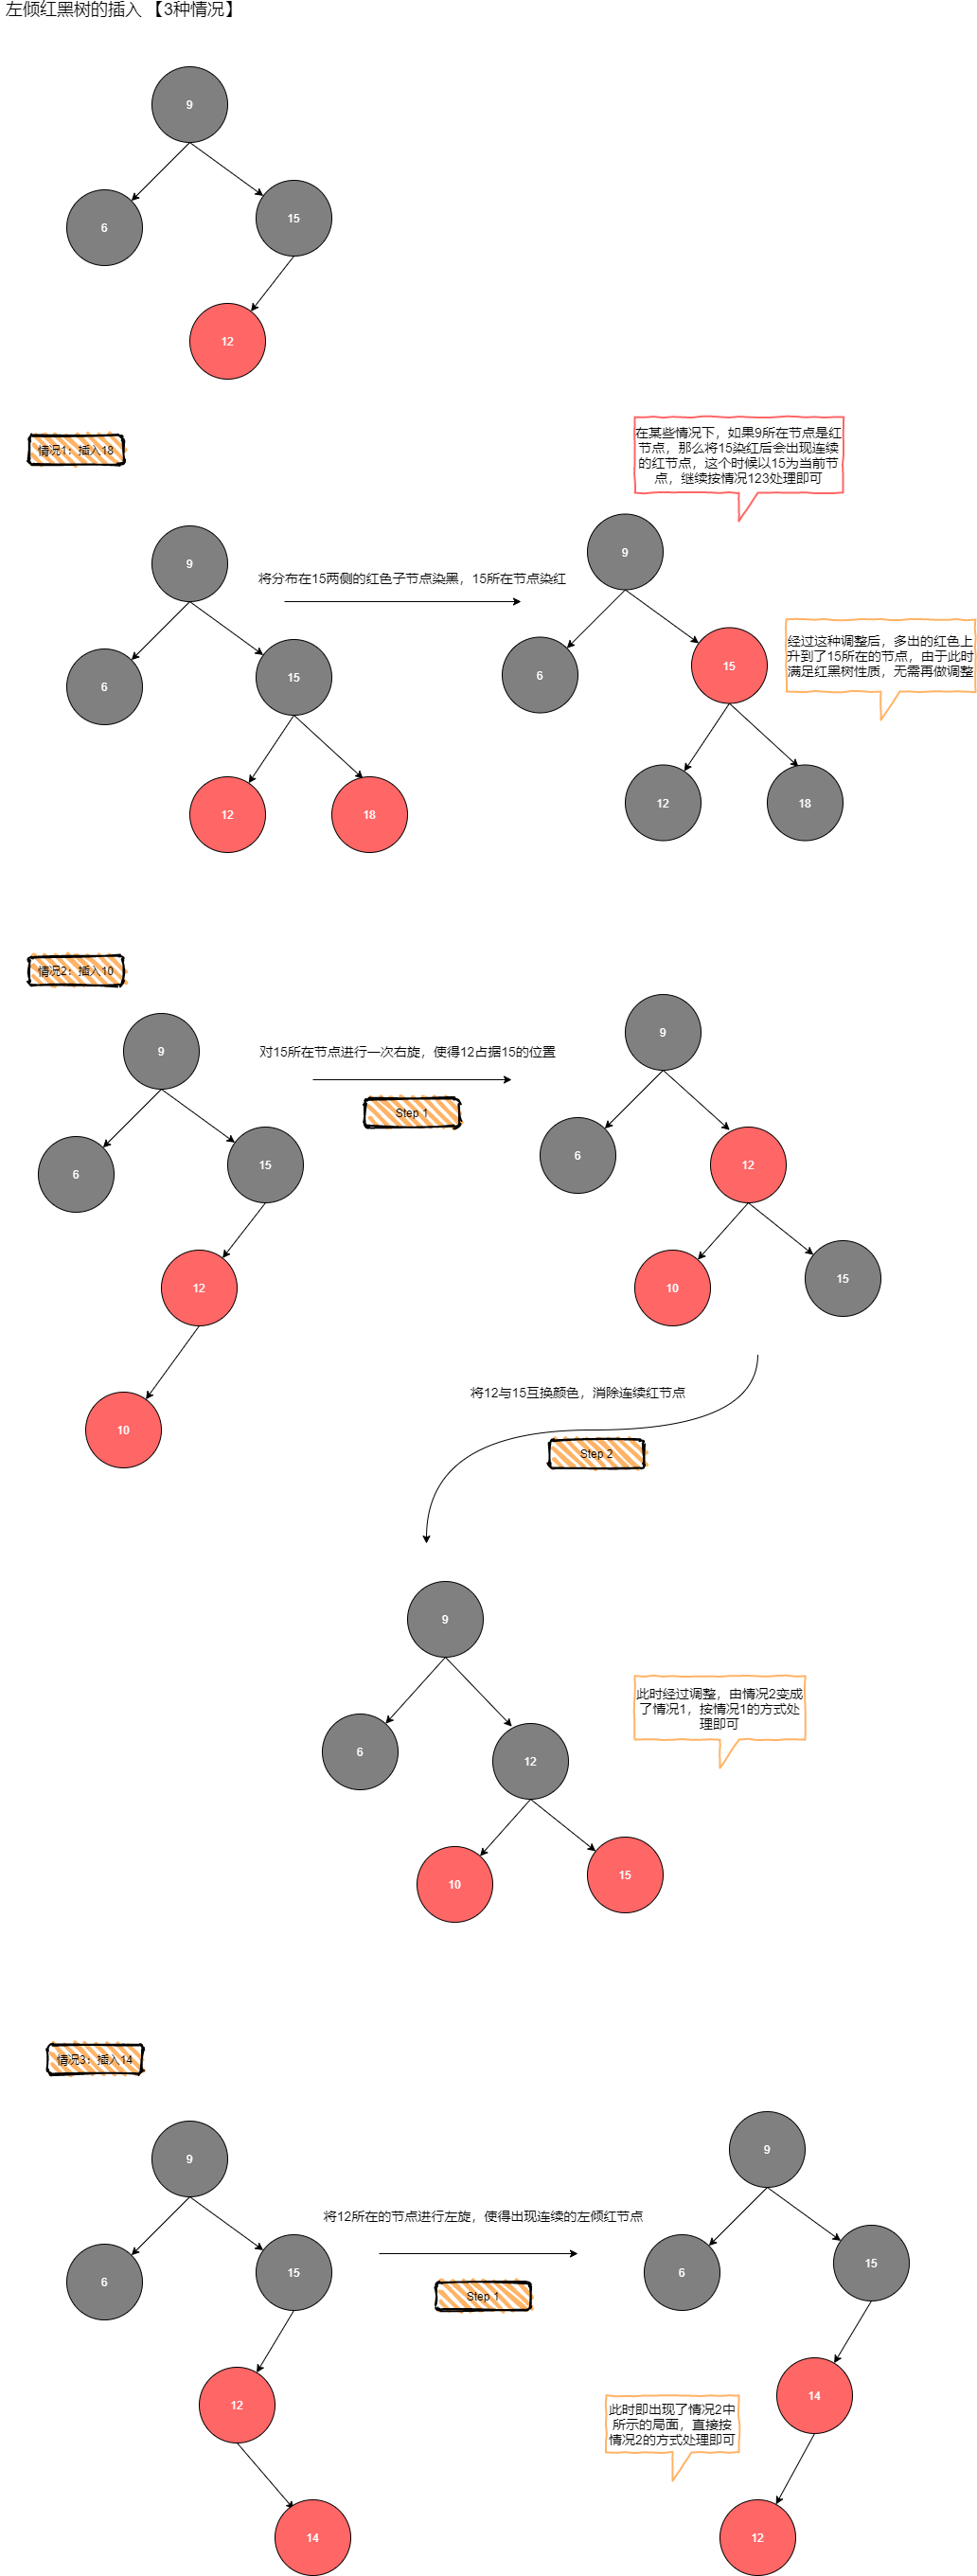 左倾红黑树的插入 【3种情况】
9
6
15
12
情况1：插入18
在某些情况下，如果9所在节点是红
节点，那么将15染红后会出现连续
的红节点，这个时候以15为当前节
点，继续按情况123处理即可
9
6
15
12
18
将分布在15两侧的红色子节点染黑，15所在节点染红
9
6
15
12
18
经过这种调整后，多出的红色上
升到了15所在的节点，由于此时
满足红黑树性质，无需再做调整
情况2：插入10
9
6
15
12
10
对15所在节点进行一次右旋，使得12占据15的位置
Step 1
9
6
12
10
15
将12与15互换颜色，消除连续红节点
Step 2
9
6
12
10
15
此时经过调整，由情况2变成
了情况1，按情况1的方式处
理即可
情况3：插入14
9
6
15
12
14
将12所在的节点进行左旋，使得出现连续的左倾红节点
Step 1
9
6
15
14
12
此时即出现了情况2中
所示的局面，直接按
情况2的方式处理即可